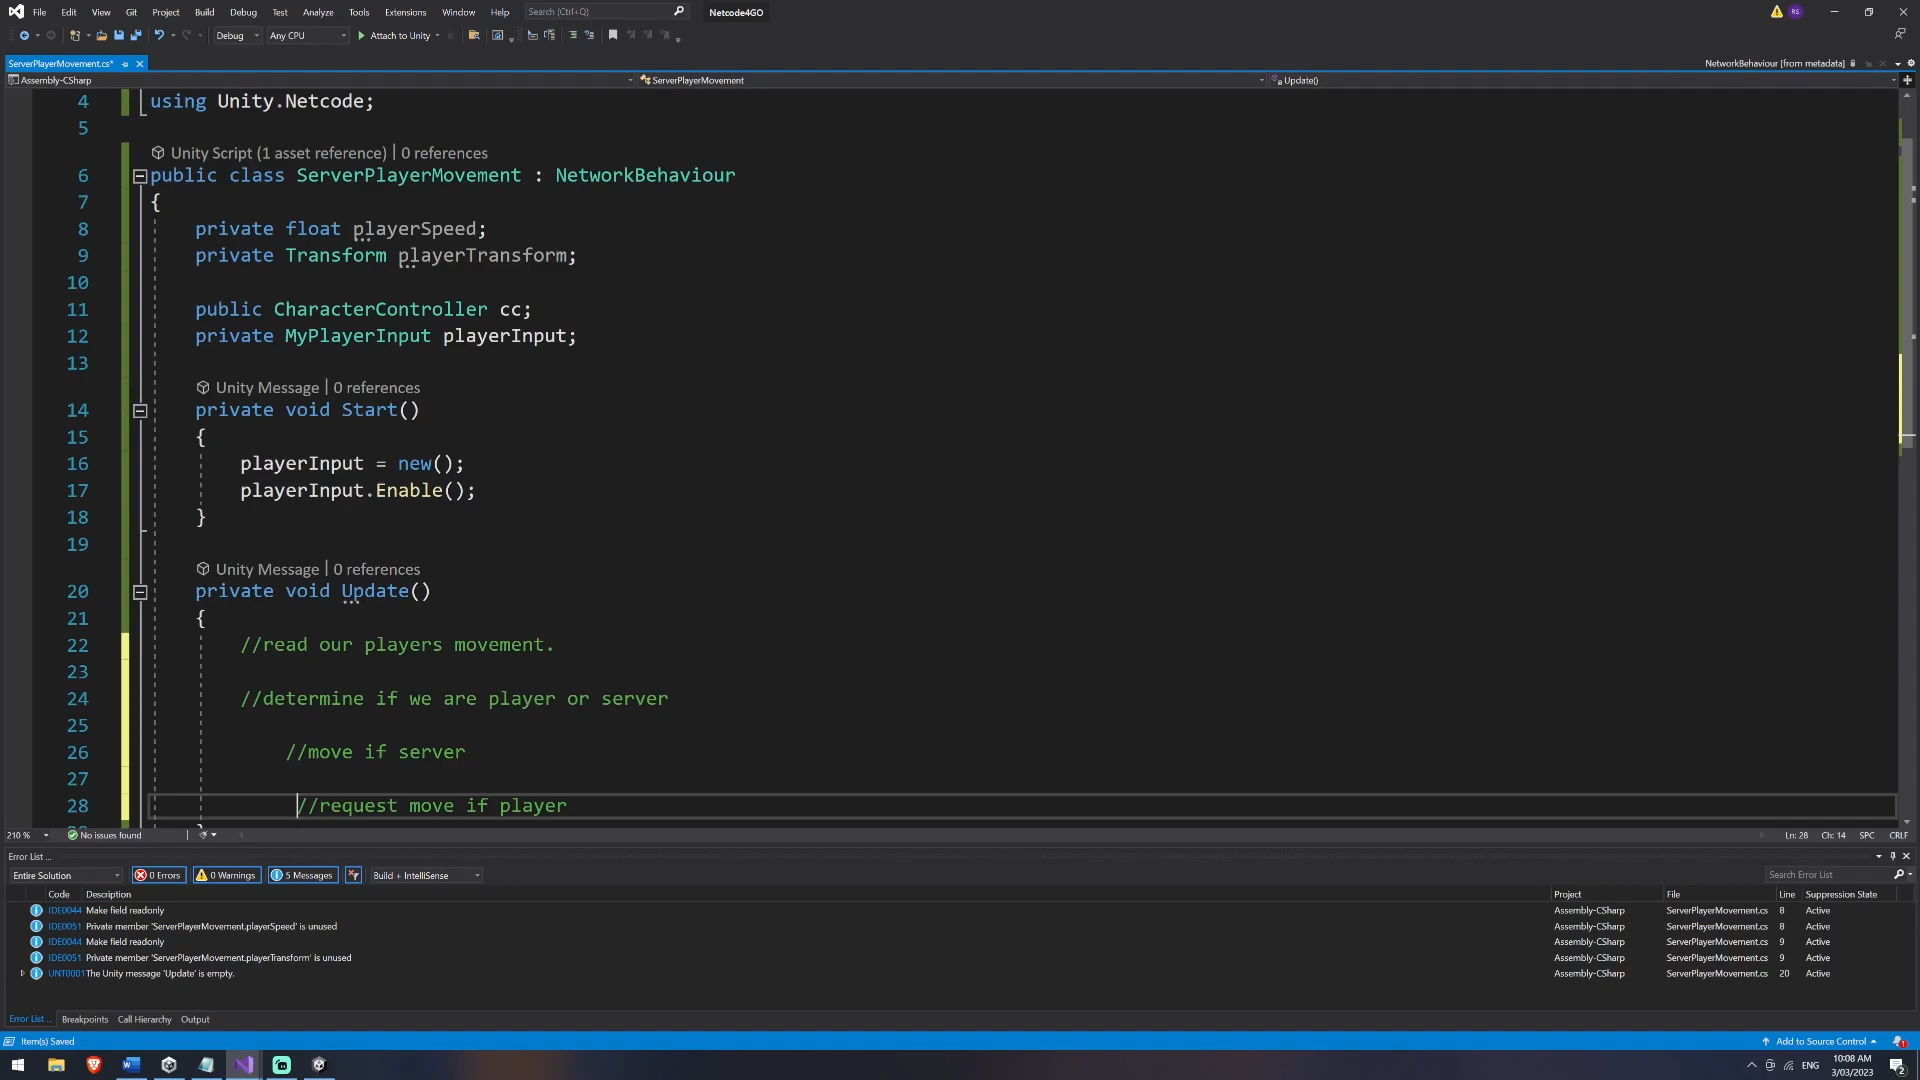 File Edit View Git Project Build Debug Test Analyze Tools Extensions Window Help Search (Ctrl+Q) Netcode4GO RS
Debug Any CPU Attach to Unity
ServerPlayerMovement.cs* NetworkBehaviour [from metadata]
Assembly-CSharp ServerPlayerMovement Update()
4 using Unity.Netcode;
5
Unity Script (1 asset reference) | 0 references
6 public class ServerPlayerMovement : NetworkBehaviour
7 {
8 private float playerSpeed;
9 private Transform playerTransform;
10
11 public CharacterController cc;
12 private MyPlayerInput playerInput;
13
Unity Message | 0 references
14 private void Start()
15 {
16 playerInput = new();
17 playerInput.Enable();
18 }
19
Unity Message | 0 references
20 private void Update()
21 {
22 //read our players movement.
23
24 //determine if we are player or server
25
26 //move if server
27
28 //request move if player
210 % No issues found Ln: 28 Ch: 14 SPC CRLF
Error List ...
Entire Solution 0 Errors 0 Warnings 5 Messages Build + IntelliSense Search Error List
Code Description Project File Line Suppression State
IDE0044 Make field readonly Assembly-CSharp ServerPlayerMovement.cs 8 Active
IDE0051 Private member 'ServerPlayerMovement.playerSpeed' is unused Assembly-CSharp ServerPlayerMovement.cs 8 Active
IDE0044 Make field readonly Assembly-CSharp ServerPlayerMovement.cs 9 Active
IDE0051 Private member 'ServerPlayerMovement.playerTransform' is unused Assembly-CSharp ServerPlayerMovement.cs 9 Active
UNT0001 The Unity message 'Update' is empty. Assembly-CSharp ServerPlayerMovement.cs 20 Active
Error List ... Breakpoints Call Hierarchy Output
Item(s) Saved Add to Source Control
ENG 10:08 AM
3/03/2023